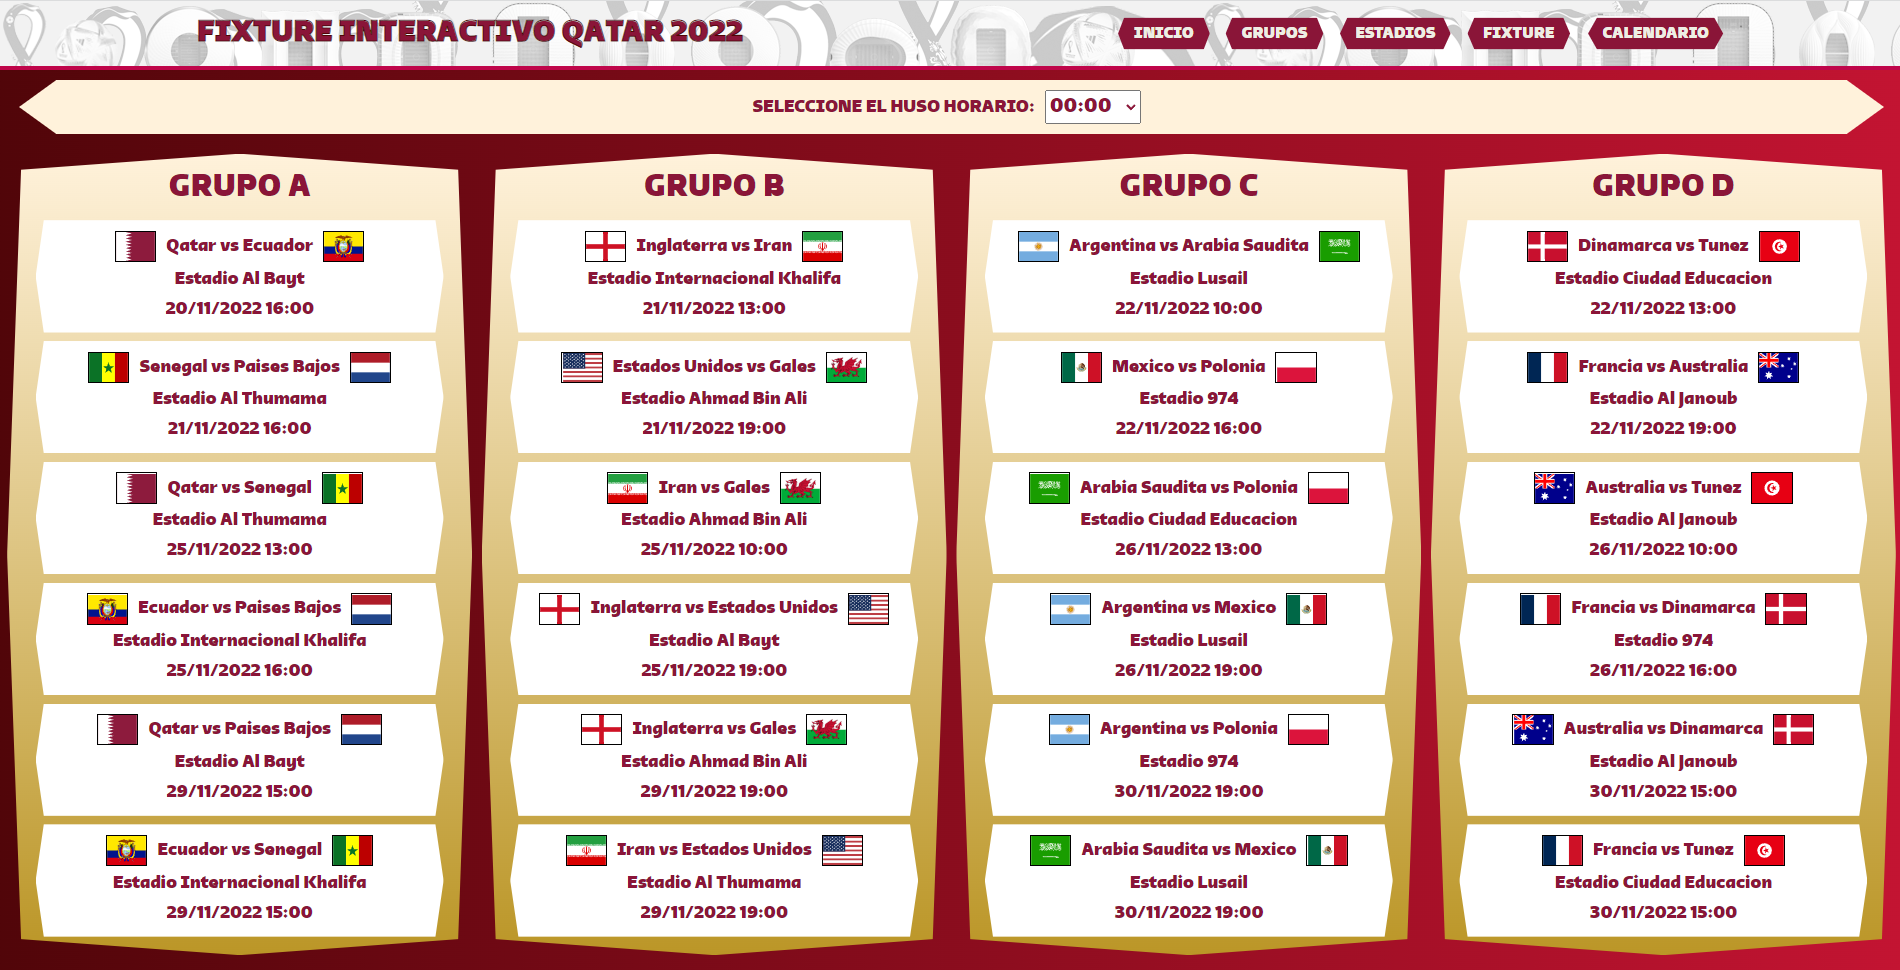 FIXTURE INTERACTIVO QATAR 2022
INICIO
GRUPOS
ESTADIOS
FIXTURE
CALENDARIO
SELECCIONE EL HUSO HORARIO: 00:00
GRUPO A
Qatar vs Ecuador
Estadio Al Bayt
20/11/2022 16:00
Senegal vs Paises Bajos
Estadio Al Thumama
21/11/2022 16:00
Qatar vs Senegal
Estadio Al Thumama
25/11/2022 13:00
Ecuador vs Paises Bajos
Estadio Internacional Khalifa
25/11/2022 16:00
Qatar vs Paises Bajos
Estadio Al Bayt
29/11/2022 15:00
Ecuador vs Senegal
Estadio Internacional Khalifa
29/11/2022 15:00
GRUPO B
Inglaterra vs Iran
Estadio Internacional Khalifa
21/11/2022 13:00
Estados Unidos vs Gales
Estadio Ahmad Bin Ali
21/11/2022 19:00
Iran vs Gales
Estadio Ahmad Bin Ali
25/11/2022 10:00
Inglaterra vs Estados Unidos
Estadio Al Bayt
25/11/2022 19:00
Inglaterra vs Gales
Estadio Ahmad Bin Ali
29/11/2022 19:00
Iran vs Estados Unidos
Estadio Al Thumama
29/11/2022 19:00
GRUPO C
Argentina vs Arabia Saudita
Estadio Lusail
22/11/2022 10:00
Mexico vs Polonia
Estadio 974
22/11/2022 16:00
Arabia Saudita vs Polonia
Estadio Ciudad Educacion
26/11/2022 13:00
Argentina vs Mexico
Estadio Lusail
26/11/2022 19:00
Argentina vs Polonia
Estadio 974
30/11/2022 19:00
Arabia Saudita vs Mexico
Estadio Lusail
30/11/2022 19:00
GRUPO D
Dinamarca vs Tunez
Estadio Ciudad Educacion
22/11/2022 13:00
Francia vs Australia
Estadio Al Janoub
22/11/2022 19:00
Australia vs Tunez
Estadio Al Janoub
26/11/2022 10:00
Francia vs Dinamarca
Estadio 974
26/11/2022 16:00
Australia vs Dinamarca
Estadio Al Janoub
30/11/2022 15:00
Francia vs Tunez
Estadio Ciudad Educacion
30/11/2022 15:00